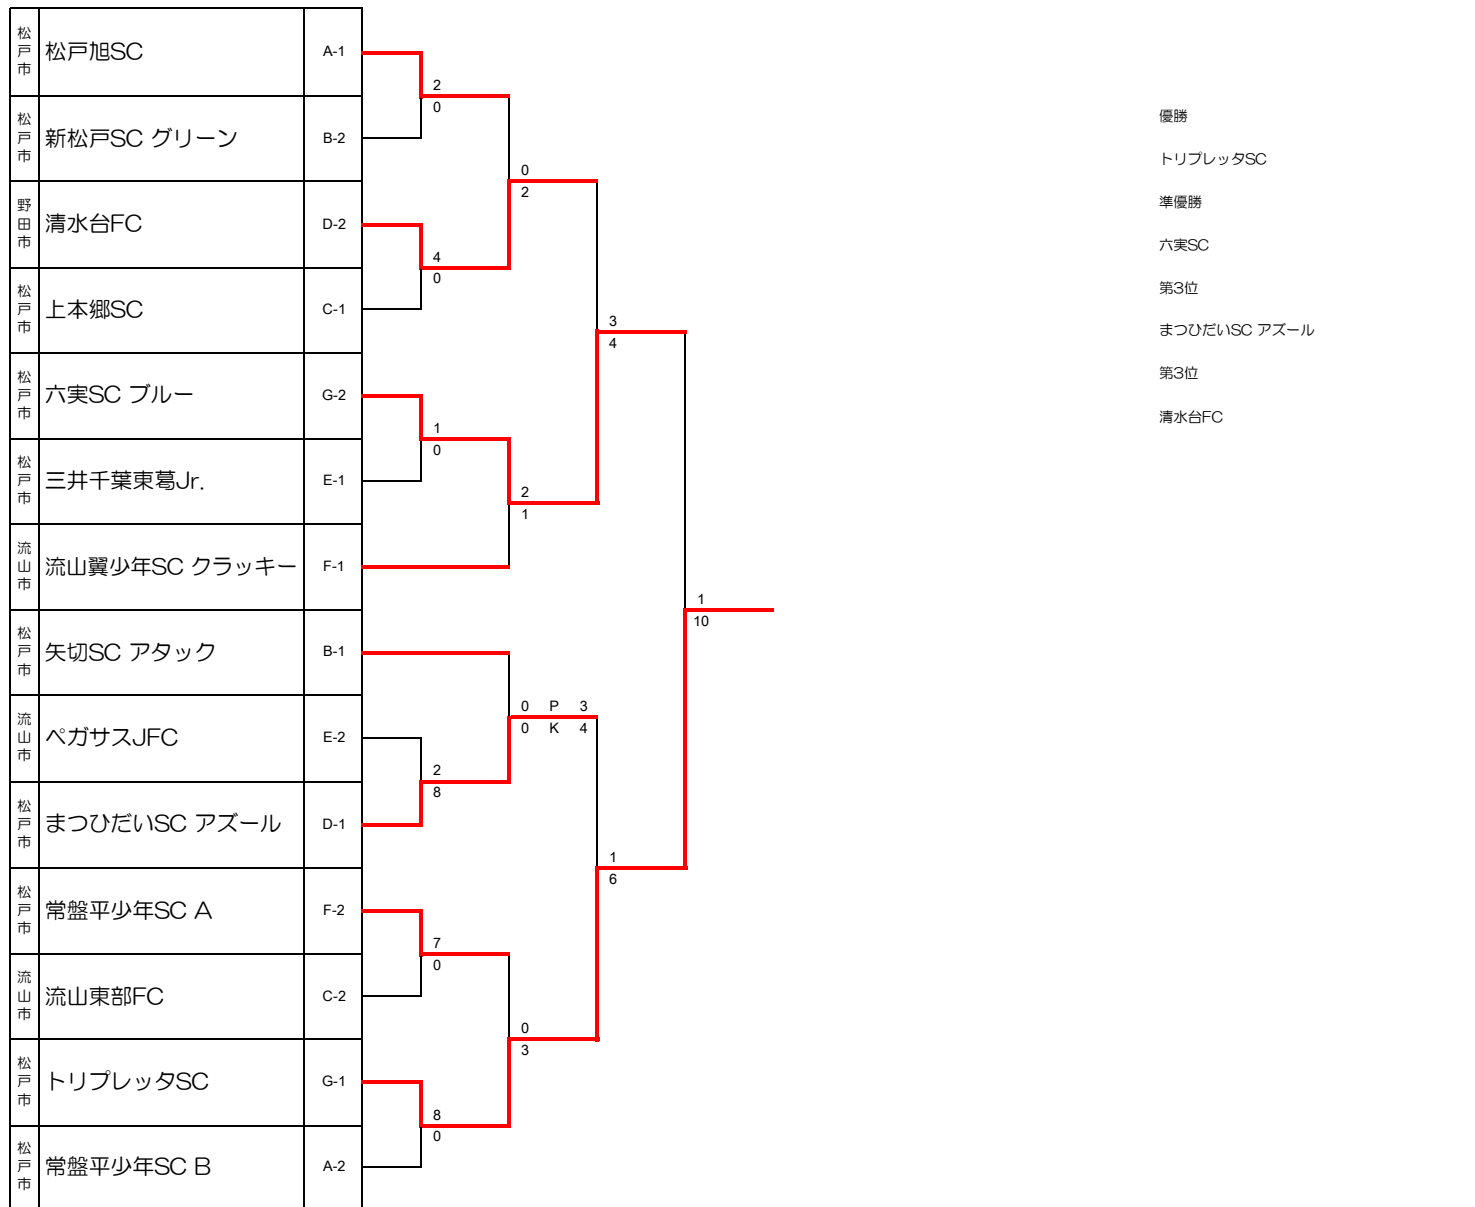 松戸市 松戸旭SC A-1
2
0
松戸市 新松戸SC グリーン B-2
0
2
野田市 清水台FC D-2
4
0
松戸市 上本郷SC C-1
3
4
松戸市 六実SC ブルー G-2
1
0
松戸市 三井千葉東葛Jr. E-1
2
1
流山市 流山翼少年SC クラッキー F-1
1
10
松戸市 矢切SC アタック B-1
0 P 3
0 K 4
流山市 ペガサスJFC E-2
2
8
松戸市 まつひだいSC アズール D-1
1
6
松戸市 常盤平少年SC A F-2
7
0
流山市 流山東部FC C-2
0
3
松戸市 トリプレッタSC G-1
8
0
松戸市 常盤平少年SC B A-2
優勝
トリプレッタSC
準優勝
六実SC
第3位
まつひだいSC アズール
第3位
清水台FC